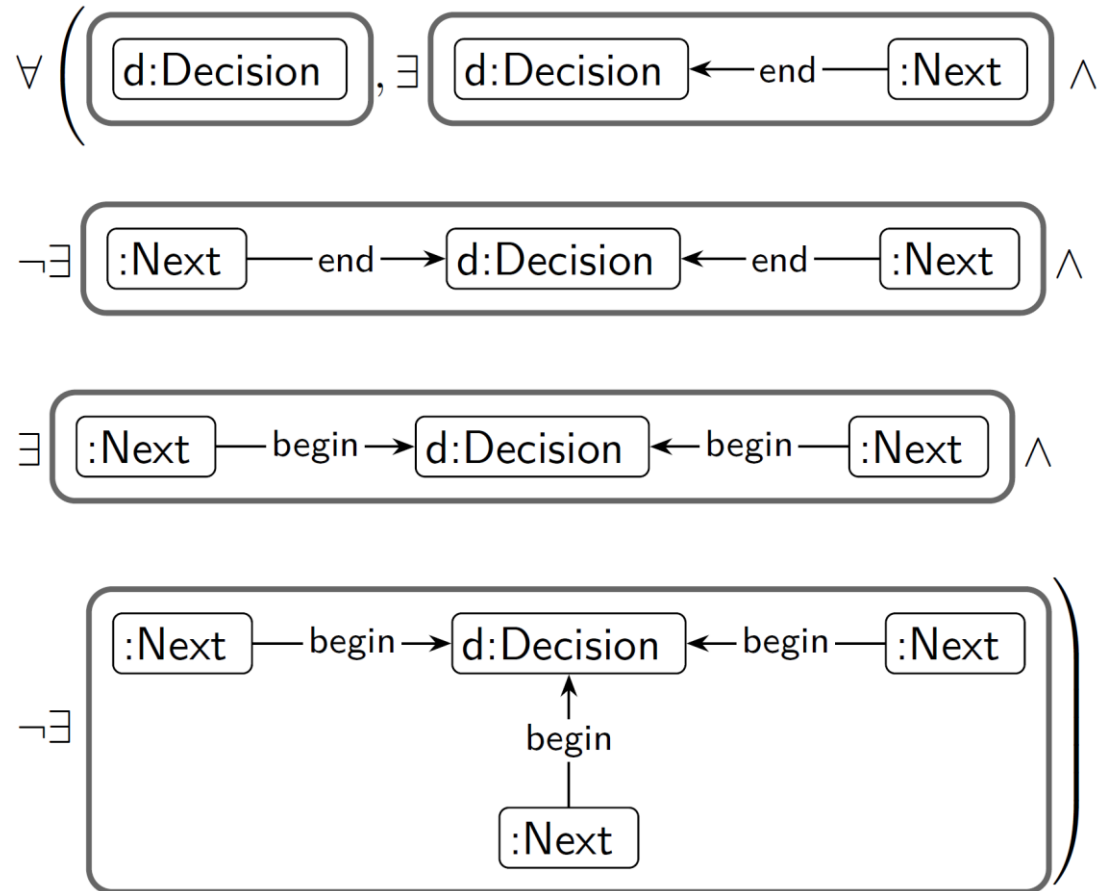 ∀ ( d:Decision , ∃ d:Decision end :Next ∧
¬∃ :Next end d:Decision end :Next ∧
∃ :Next begin d:Decision begin :Next ∧
:Next begin d:Decision begin :Next )
¬∃ begin
:Next